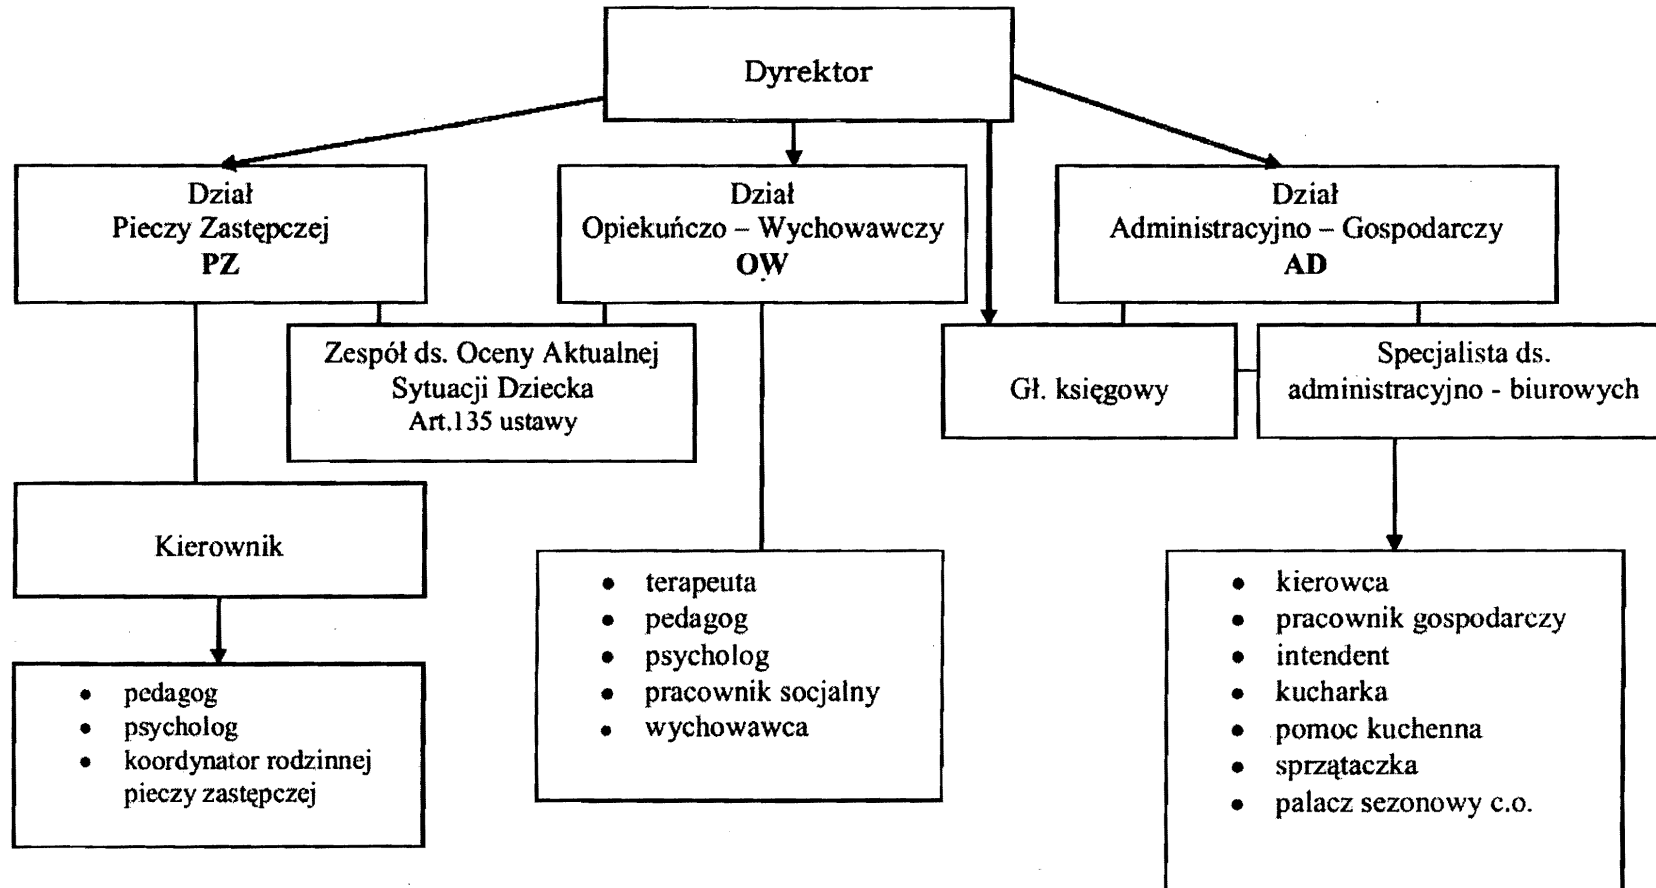 Dyrektor
Dział
Pieczy Zastępczej
PZ
Dział
Opiekuńczo – Wychowawczy
OW
Dział
Administracyjno – Gospodarczy
AD
Zespół ds. Oceny Aktualnej
Sytuacji Dziecka
Art.135 ustawy
Gł. księgowy
Specjalista ds.
administracyjno - biurowych
Kierownik
• pedagog
• psycholog
• koordynator rodzinnej
pieczy zastępczej
• terapeuta
• pedagog
• psycholog
• pracownik socjalny
• wychowawca
• kierowca
• pracownik gospodarczy
• intendent
• kucharka
• pomoc kuchenna
• sprzątaczka
• palacz sezonowy c.o.